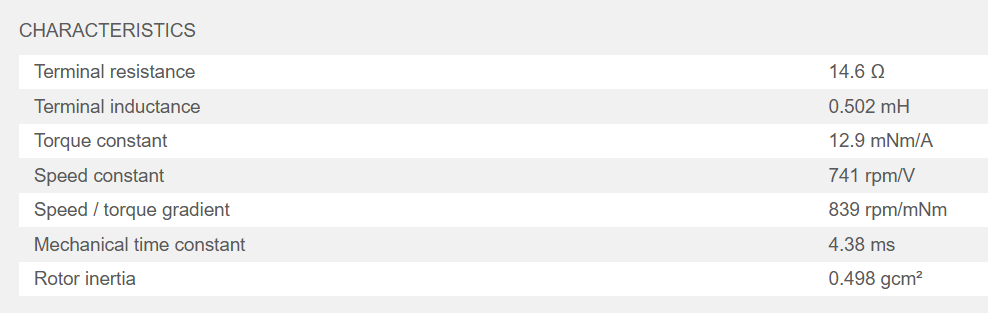 CHARACTERISTICS
Terminal resistance 14.6 Ω
Terminal inductance 0.502 mH
Torque constant 12.9 mNm/A
Speed constant 741 rpm/V
Speed / torque gradient 839 rpm/mNm
Mechanical time constant 4.38 ms
Rotor inertia 0.498 gcm²